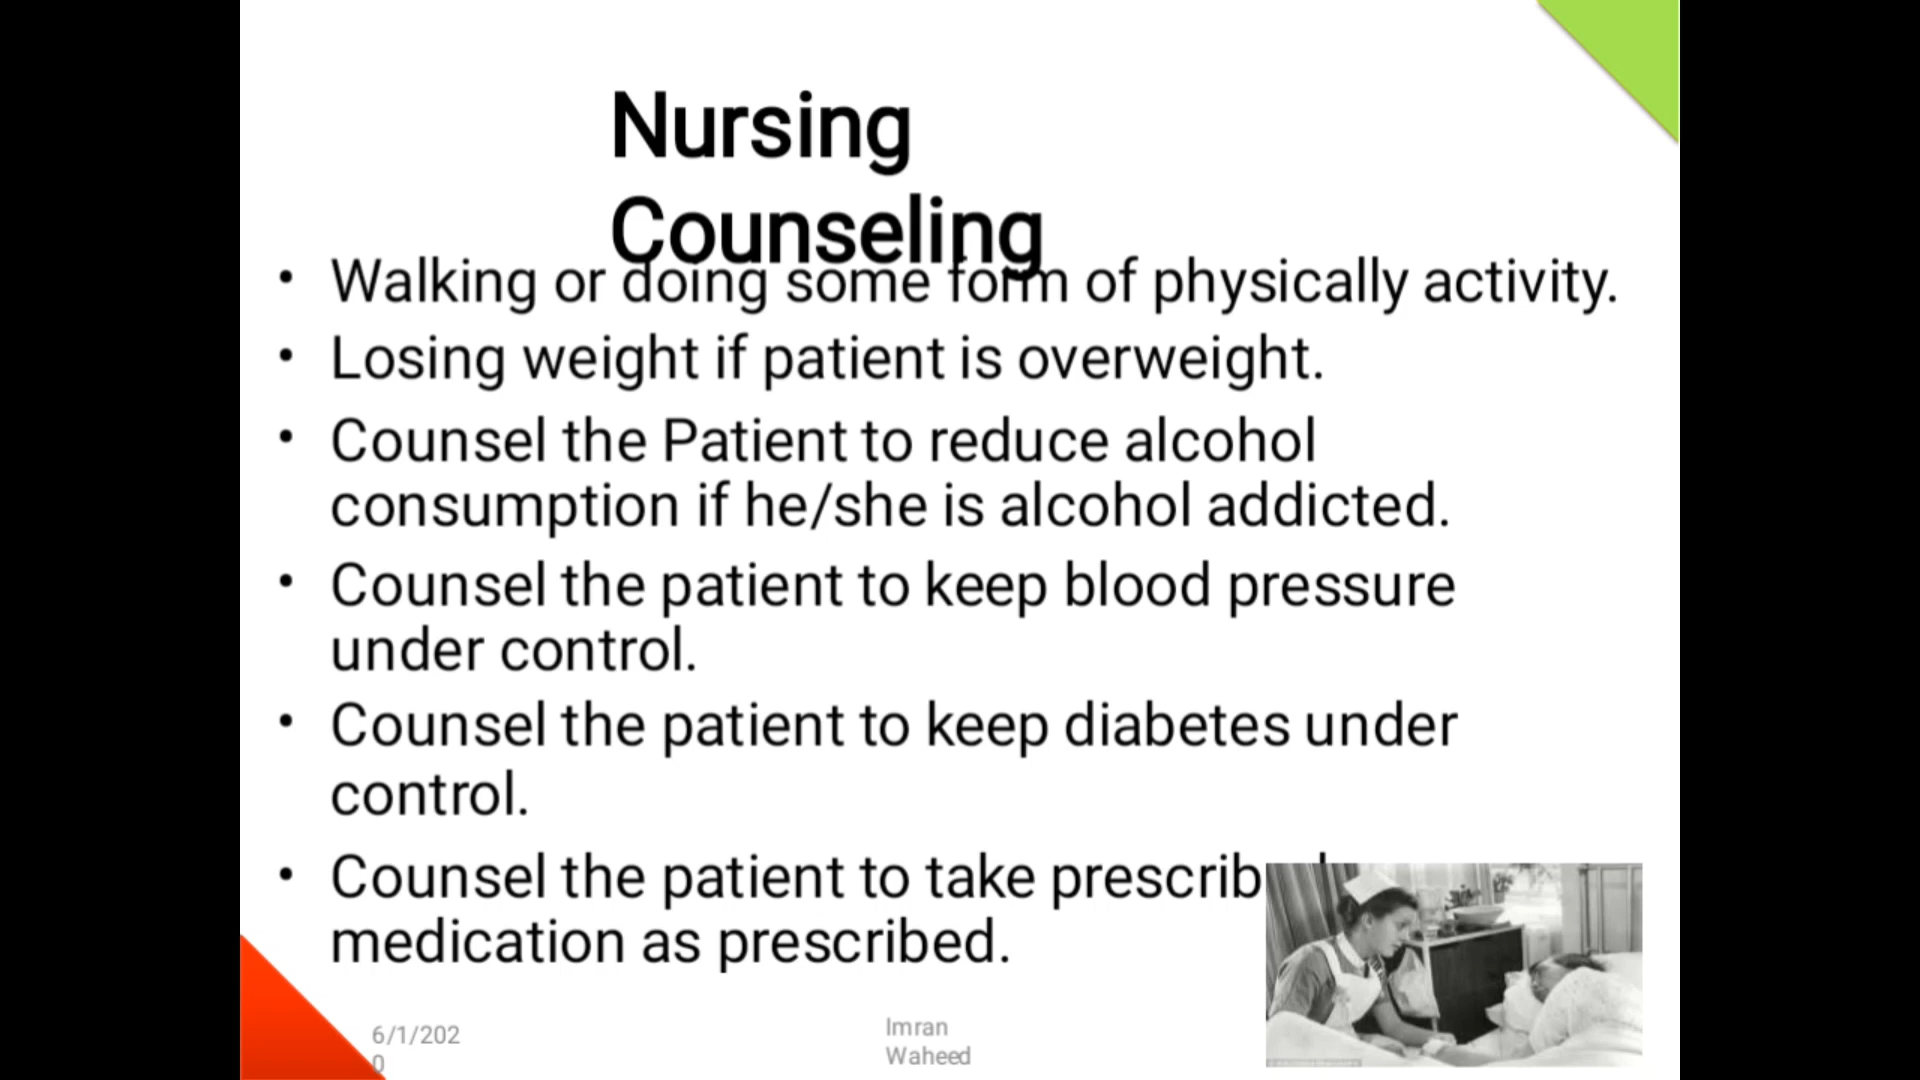 Nursing
Counseling
• Walking or doing some form of physically activity.
• Losing weight if patient is overweight.
• Counsel the Patient to reduce alcohol
consumption if he/she is alcohol addicted.
• Counsel the patient to keep blood pressure
under control.
• Counsel the patient to keep diabetes under
control.
• Counsel the patient to take
medication as prescribed.
6/1/202
0
Imran
Waheed